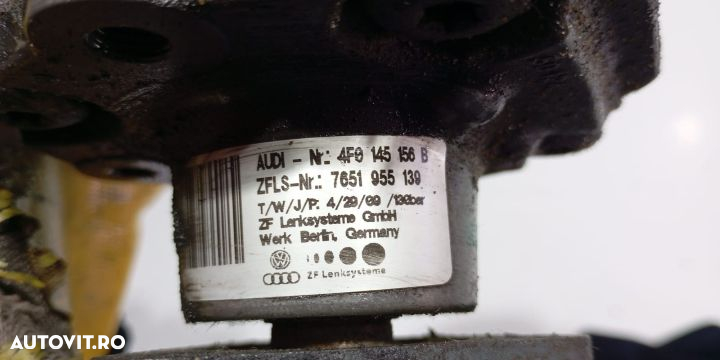 AUDI - Nr.: 4F0 145 156 B
ZFLS-Nr.: 7651 955 139
T/W/J/P: 4/29/09 /130bar
ZF Lenksysteme GmbH
Werk Berlin, Germany
ZF Lenksysteme
AUTOVIT.RO